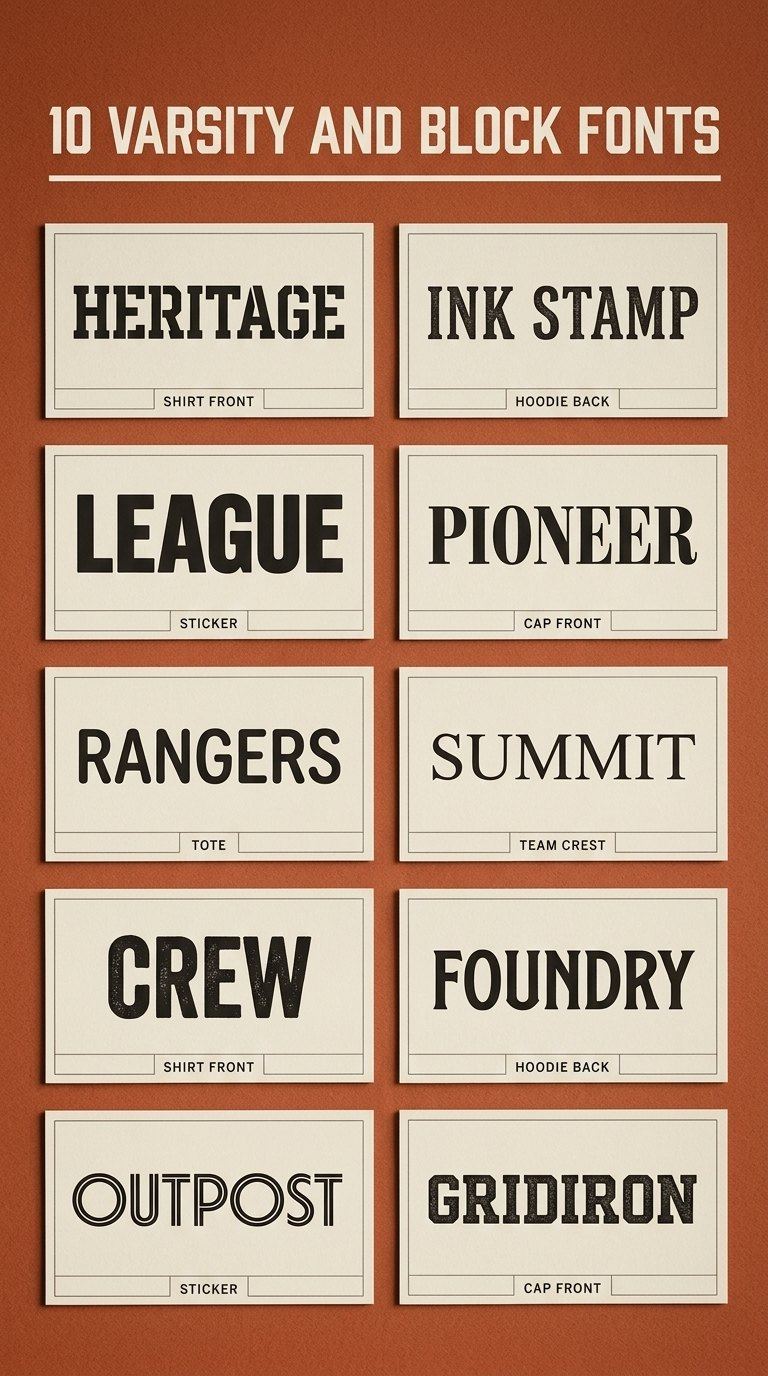 10 VARSITY AND BLOCK FONTS
HERITAGE
SHIRT FRONT
INK STAMP
HOODIE BACK
LEAGUE
STICKER
PIONEER
CAP FRONT
RANGERS
TOTE
SUMMIT
TEAM CREST
CREW
SHIRT FRONT
FOUNDRY
HOODIE BACK
OUTPOST
STICKER
GRIDIRON
CAP FRONT